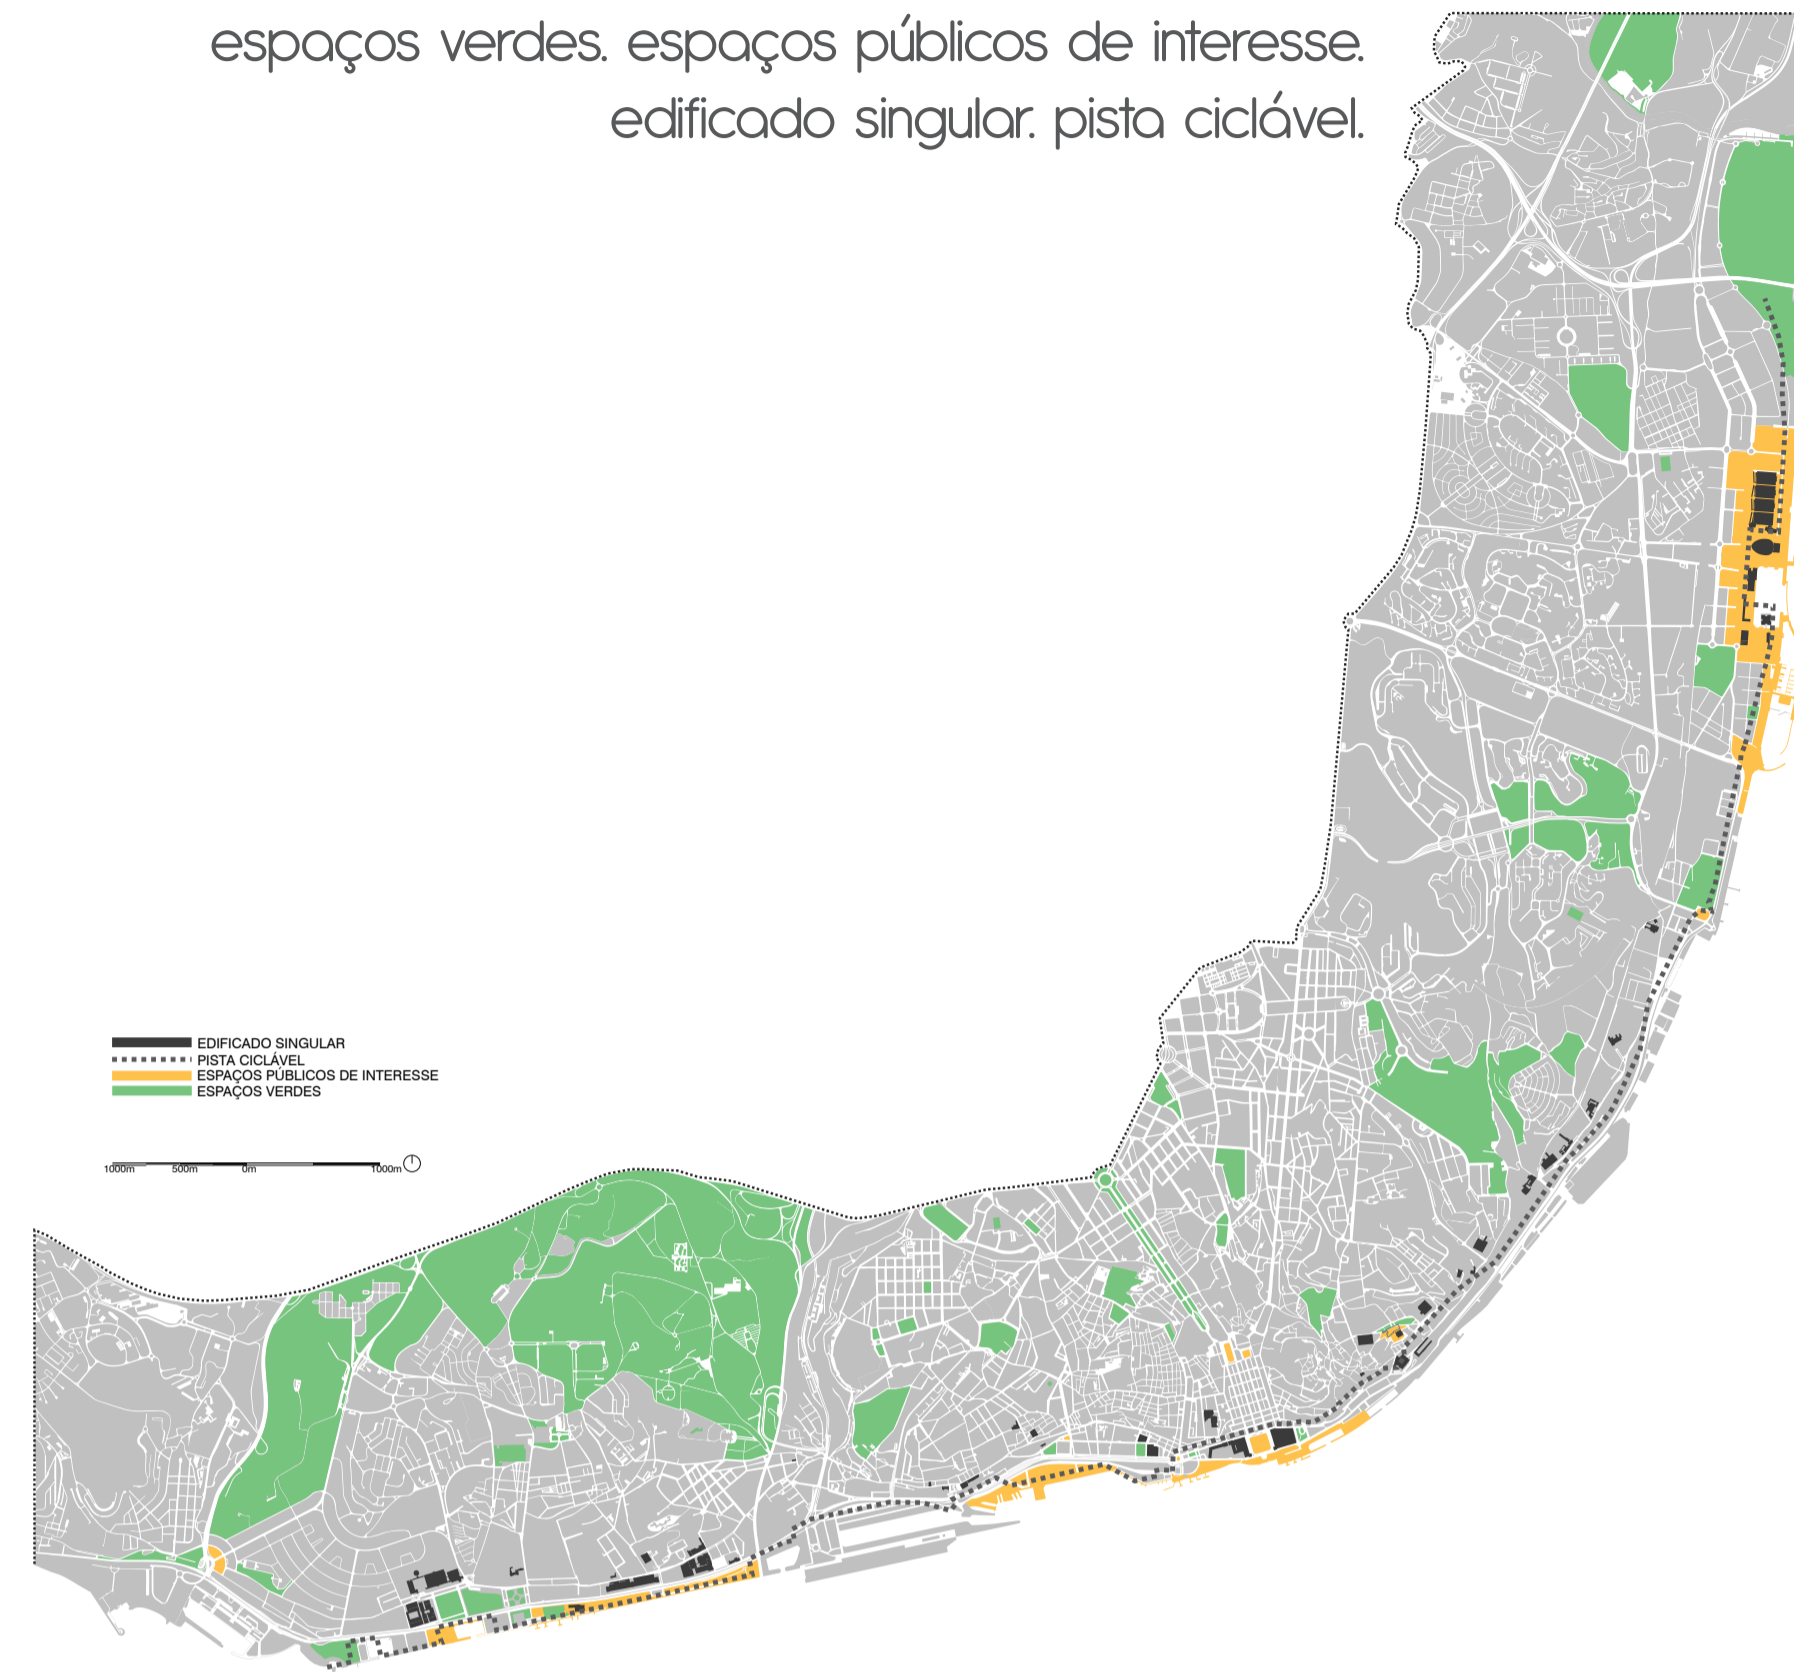 espaços verdes. espaços públicos de interesse.
edificado singular. pista ciclável.
EDIFICADO SINGULAR
PISTA CICLÁVEL
ESPAÇOS PÚBLICOS DE INTERESSE
ESPAÇOS VERDES
1000m 500m 0m 1000m